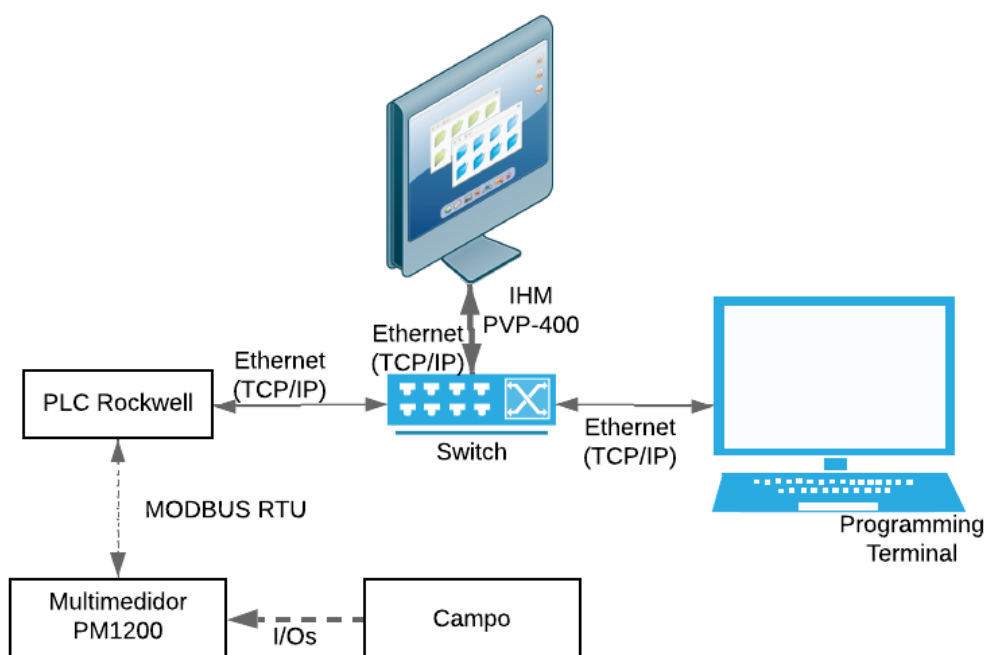 IHM
PVP-400
Ethernet
(TCP/IP)
Ethernet
(TCP/IP)
PLC Rockwell
Switch
Ethernet
(TCP/IP)
MODBUS RTU
Programming
Terminal
Multimedidor
PM1200
I/Os
Campo